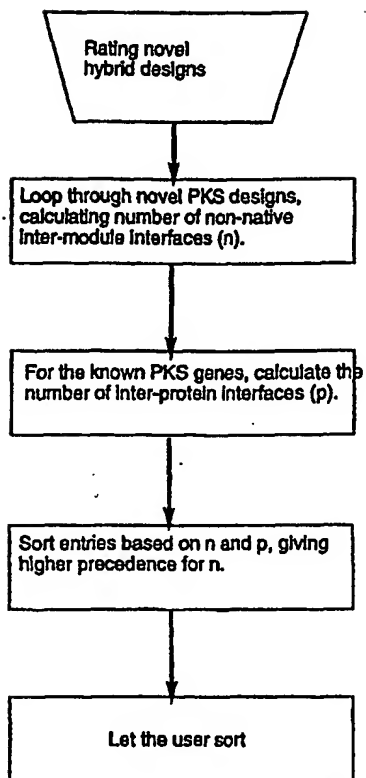 Rating novel
hybrid designs
Loop through novel PKS designs,
calculating number of non-native
inter-module interfaces (n).
For the known PKS genes, calculate the
number of inter-protein interfaces (p).
Sort entries based on n and p, giving
higher precedence for n.
Let the user sort